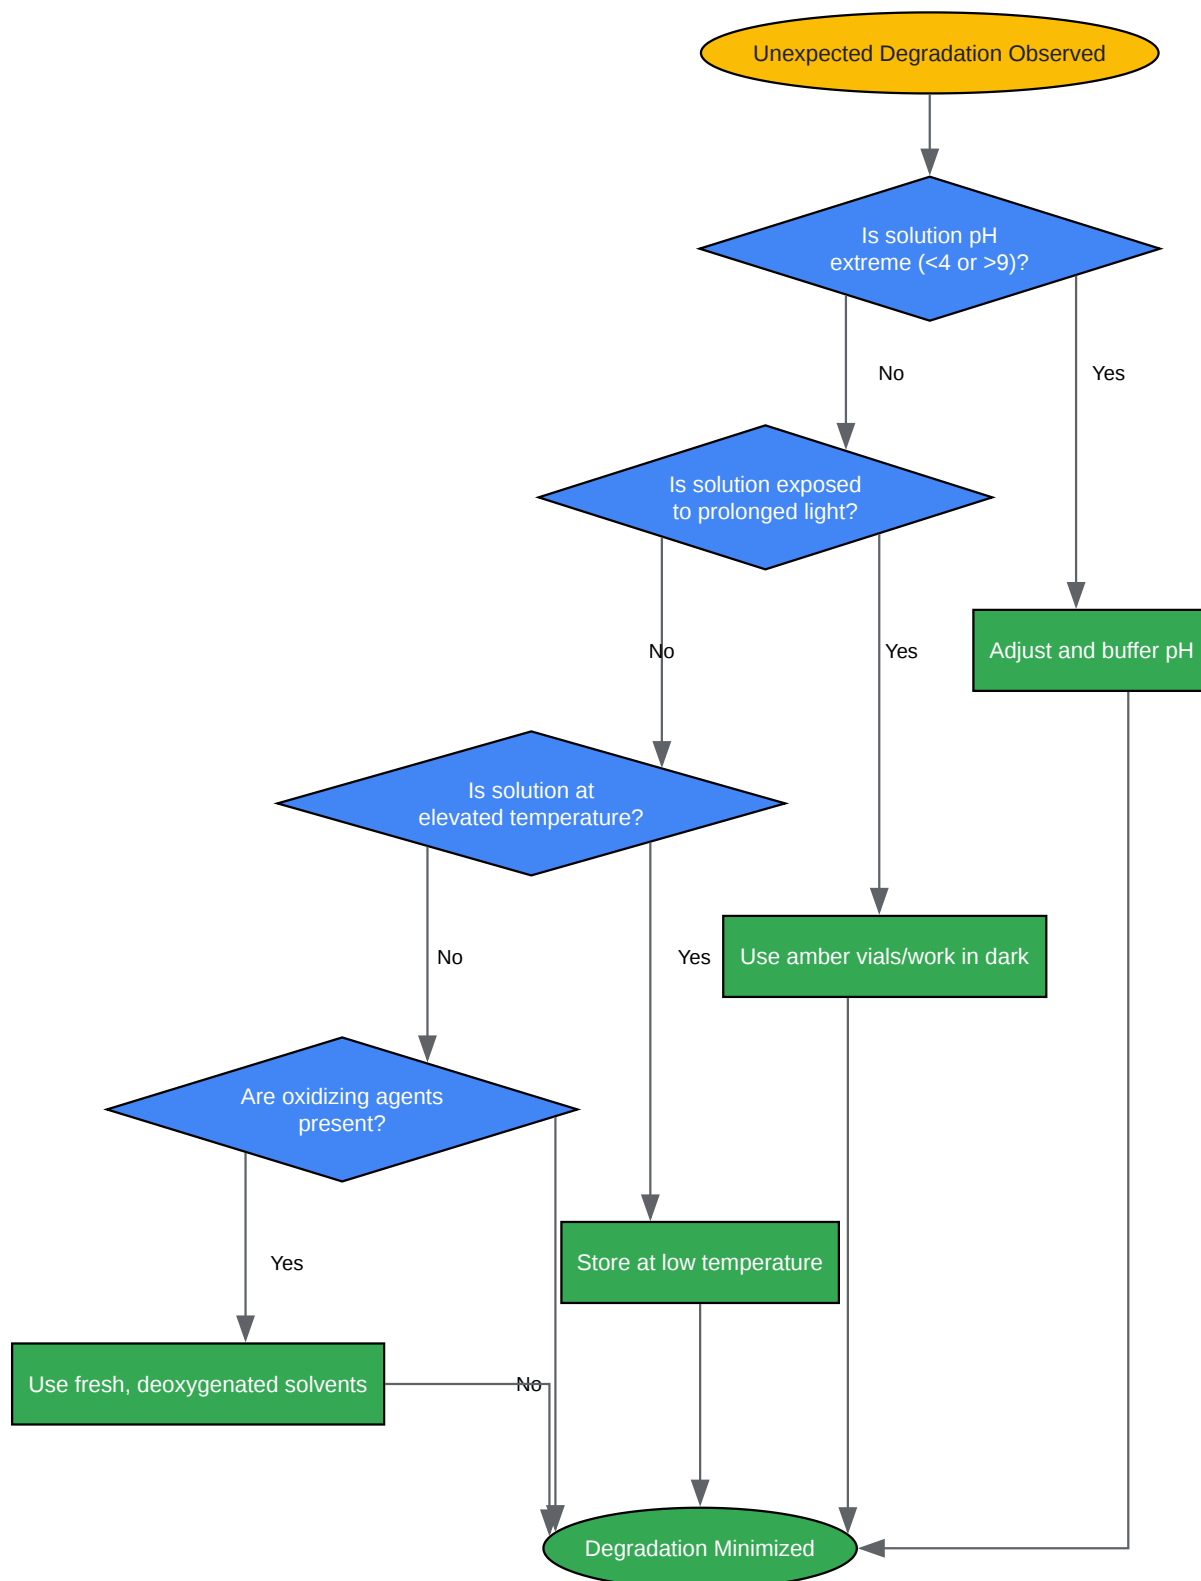 Unexpected Degradation Observed
Is solution pH
extreme (<4 or >9)?
No
Yes
Is solution exposed
to prolonged light?
No
Yes
Adjust and buffer pH
Is solution at
elevated temperature?
No
Yes
Use amber vials/work in dark
Are oxidizing agents
present?
Yes
Store at low temperature
Use fresh, deoxygenated solvents
No
Degradation Minimized